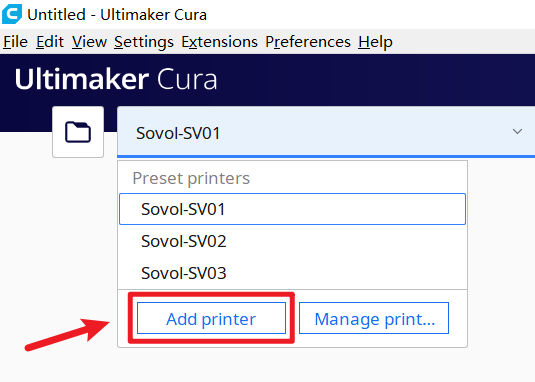 Untitled - Ultimaker Cura
File Edit View Settings Extensions Preferences Help
Ultimaker Cura
Sovol-SV01
Preset printers
Sovol-SV01
Sovol-SV02
Sovol-SV03
Add printer Manage print...